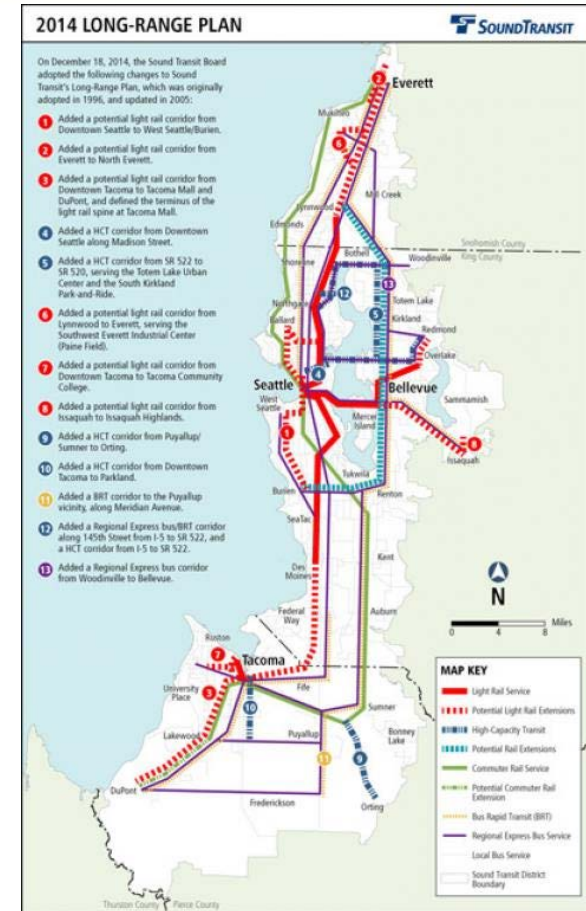 2014 LONG-RANGE PLAN
SOUNDTRANSIT
On December 18, 2014, the Sound Transit Board
adopted the following changes to Sound
Transit's Long-Range Plan, which was originally
adopted in 1996, and updated in 2005:
1 Added a potential light rail corridor from
Downtown Seattle to West Seattle/Burien.
2 Added a potential light rail corridor from
Everett to North Everett.
3 Added a potential light rail corridor from
Downtown Tacoma to Tacoma Mall and
DuPont, and defined the terminus of the
light rail spine at Tacoma Mall.
4 Added a HCT corridor from Downtown
Seattle along Madison Street.
5 Added a HCT corridor from SR 522 to
SR 520, serving the Totem Lake Urban
Center and the South Kirkland
Park-and-Ride.
6 Added a potential light rail corridor from
Lynnwood to Everett, serving the
Southwest Everett Industrial Center
(Paine Field).
7 Added a potential light rail corridor from
Downtown Tacoma to Tacoma Community
College.
8 Added a potential light rail corridor from
Issaquah to Issaquah Highlands.
9 Added a HCT corridor from Puyallup/
Sumner to Orting.
10 Added a HCT corridor from Downtown
Tacoma to Parkland.
11 Added a BRT corridor to the Puyallup
vicinity, along Meridian Avenue.
12 Added a Regional Express bus/BRT corridor
along 145th Street from I-5 to SR 522, and
a HCT corridor from I-5 to SR 522.
13 Added a Regional Express bus corridor
from Woodinville to Bellevue.
2
Everett
Mukilteo
6
Mill Creek
Lynnwood
Edmonds
Snohomish County
King County
Bothell
Woodinville
Shoreline
12
13
Northgate
5
Totem Lake
Kirkland
Ballard
Redmond
Overlake
4
Seattle
Bellevue
West
Seattle
Sammamish
Mercer
Island
1
8
Issaquah
Tukwila
Burien
Renton
SeaTac
Kent
Des
Moines
N
0 4 8 Miles
Federal
Way
Auburn
Ruston
7
Tacoma
University
Place
3
Fife
10
Sumner
Lakewood
Puyallup
Bonney
Lake
11
9
DuPont
Frederickson
Orting
Thurston County
Pierce County
MAP KEY
Light Rail Service
Potential Light Rail Extensions
High-Capacity Transit
Potential Rail Extensions
Commuter Rail Service
Potential Commuter Rail
Extension
Bus Rapid Transit (BRT)
Regional Express Bus Service
Local Bus Service
Sound Transit District
Boundary